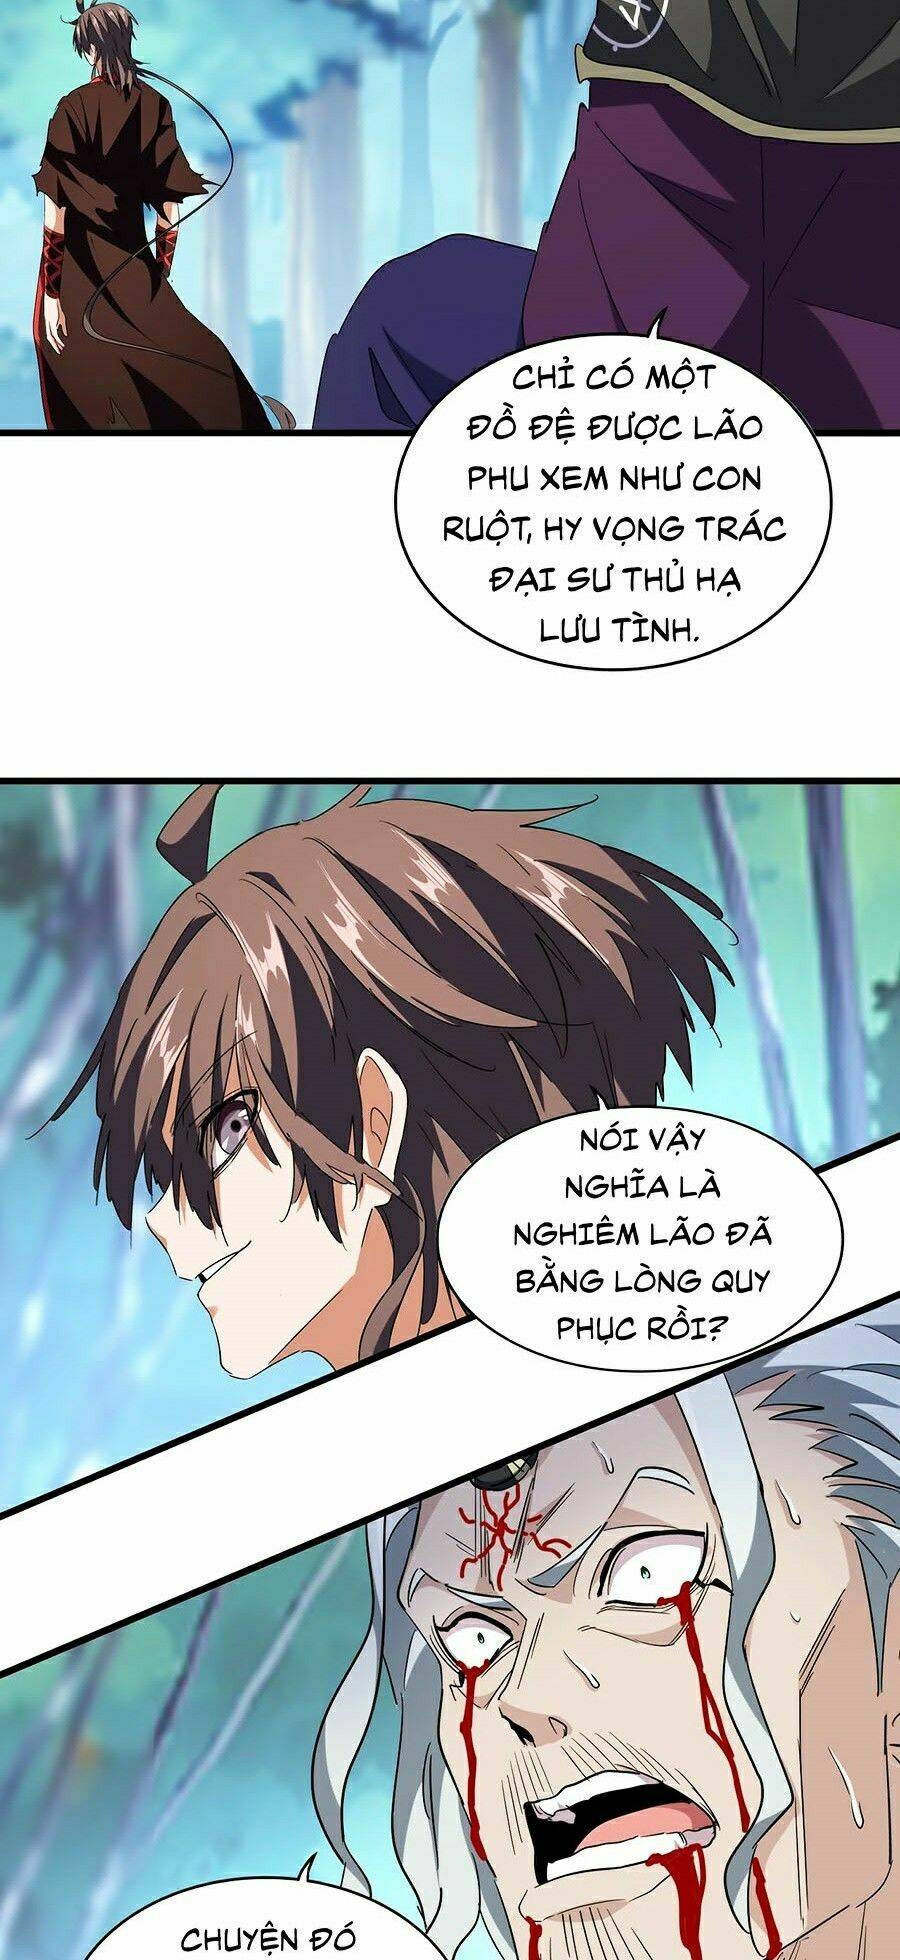 CHỈ CÓ MỘT
ĐỒ ĐỆ ĐƯỢC LÃO
PHU XEM NHƯ CON
RUỘT, HY VỌNG TRÁC
ĐẠI SƯ THỦ HẠ
LƯU TÌNH.
NÓI VẬY
NGHĨA LÀ
NGHIÊM LÃO ĐÃ
BẰNG LÒNG QUY
PHỤC RỒI?
CHUYỆN ĐÓ